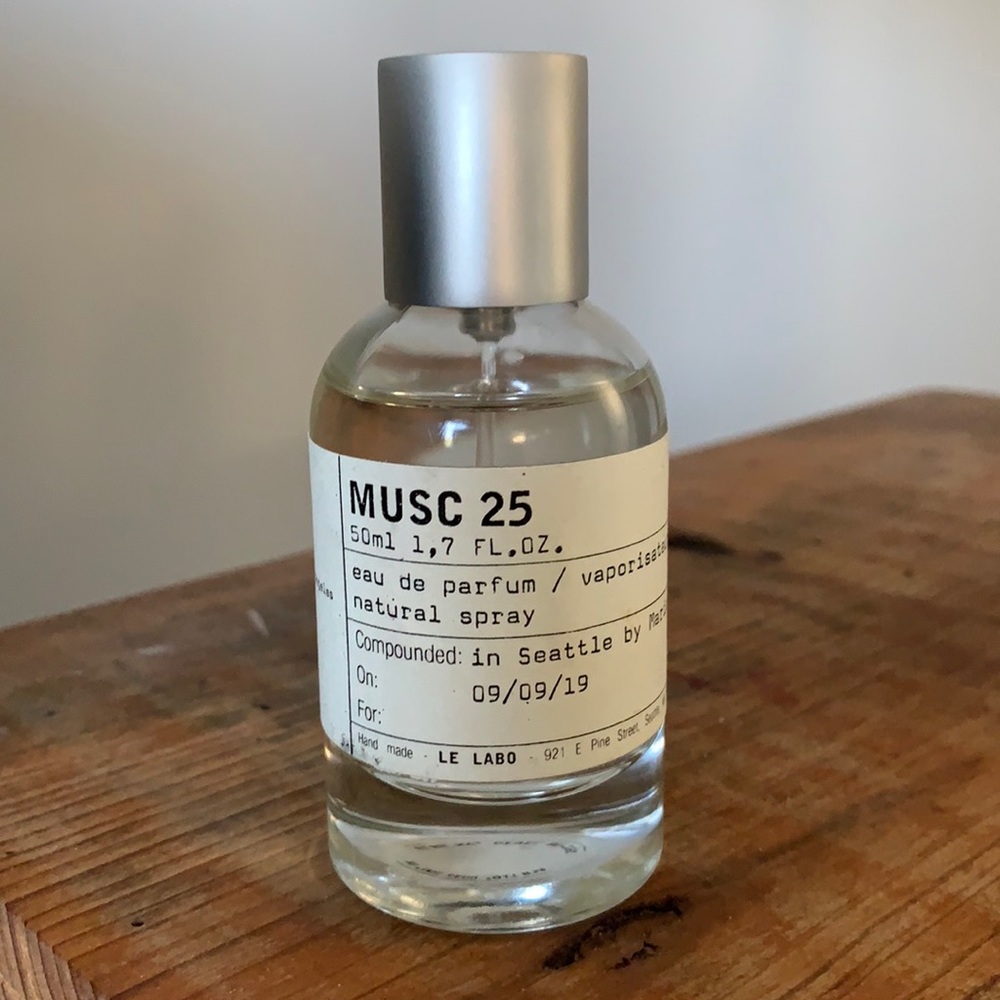 MUSC 25
50ml 1,7 FL.OZ.
eau de parfum /
natural spray
Compounded: in Seattle by
On: 09/09/19
For:
Hand made - LE LABO - 921 E Pine Street,